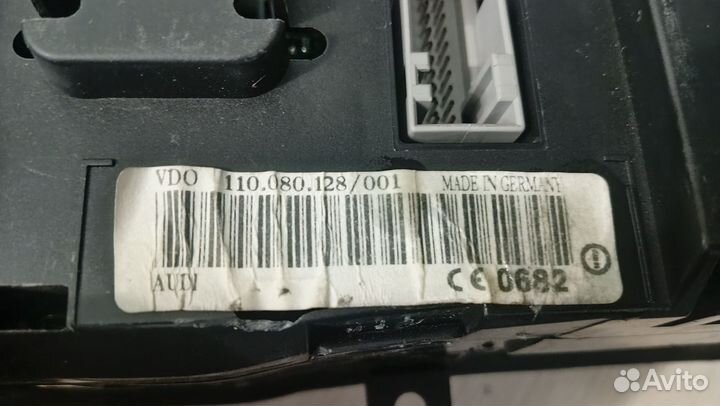 VDO 110.080.128/001 MADE IN GERMANY
AUDI CE 0682
Avito